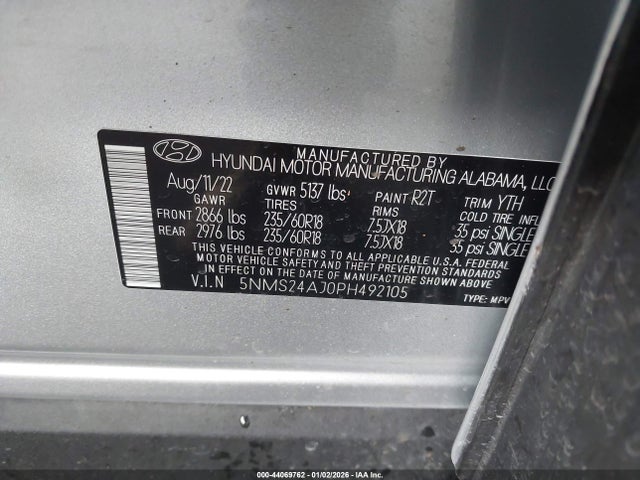 MANUFACTURED BY
HYUNDAI MOTOR MANUFACTURING ALABAMA, LLC
Aug/11/22 GVWR 5137 lbs PAINT R2T TRIM YTH
GAWR TIRES RIMS COLD TIRE INFL
FRONT 2866 lbs 235/60R18 7.5JX18 35 psi SINGLE
REAR 2976 lbs 235/60R18 7.5JX18 35 psi SINGLE
THIS VEHICLE CONFORMS TO ALL APPLICABLE U.S.A. FEDERAL
MOTOR VEHICLE SAFETY AND THEFT PREVENTION STANDARDS
IN EFFECT ON THE DATE OF MANUFACTURE SHOWN ABOVE
V.I.N 5NMS24AJ0PH492105 TYPE: MPV
000-44069762 - 01/02/2026 - IAA Inc.